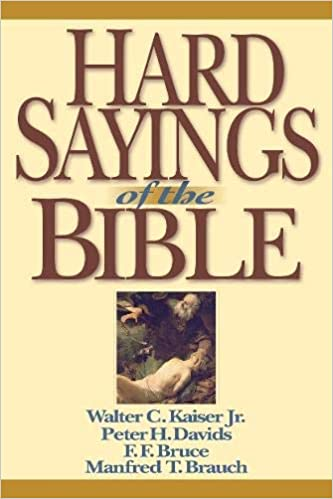 HARD
SAYINGS
of the
BIBLE
Walter C. Kaiser Jr.
Peter H. Davids
F. F. Bruce
Manfred T. Brauch